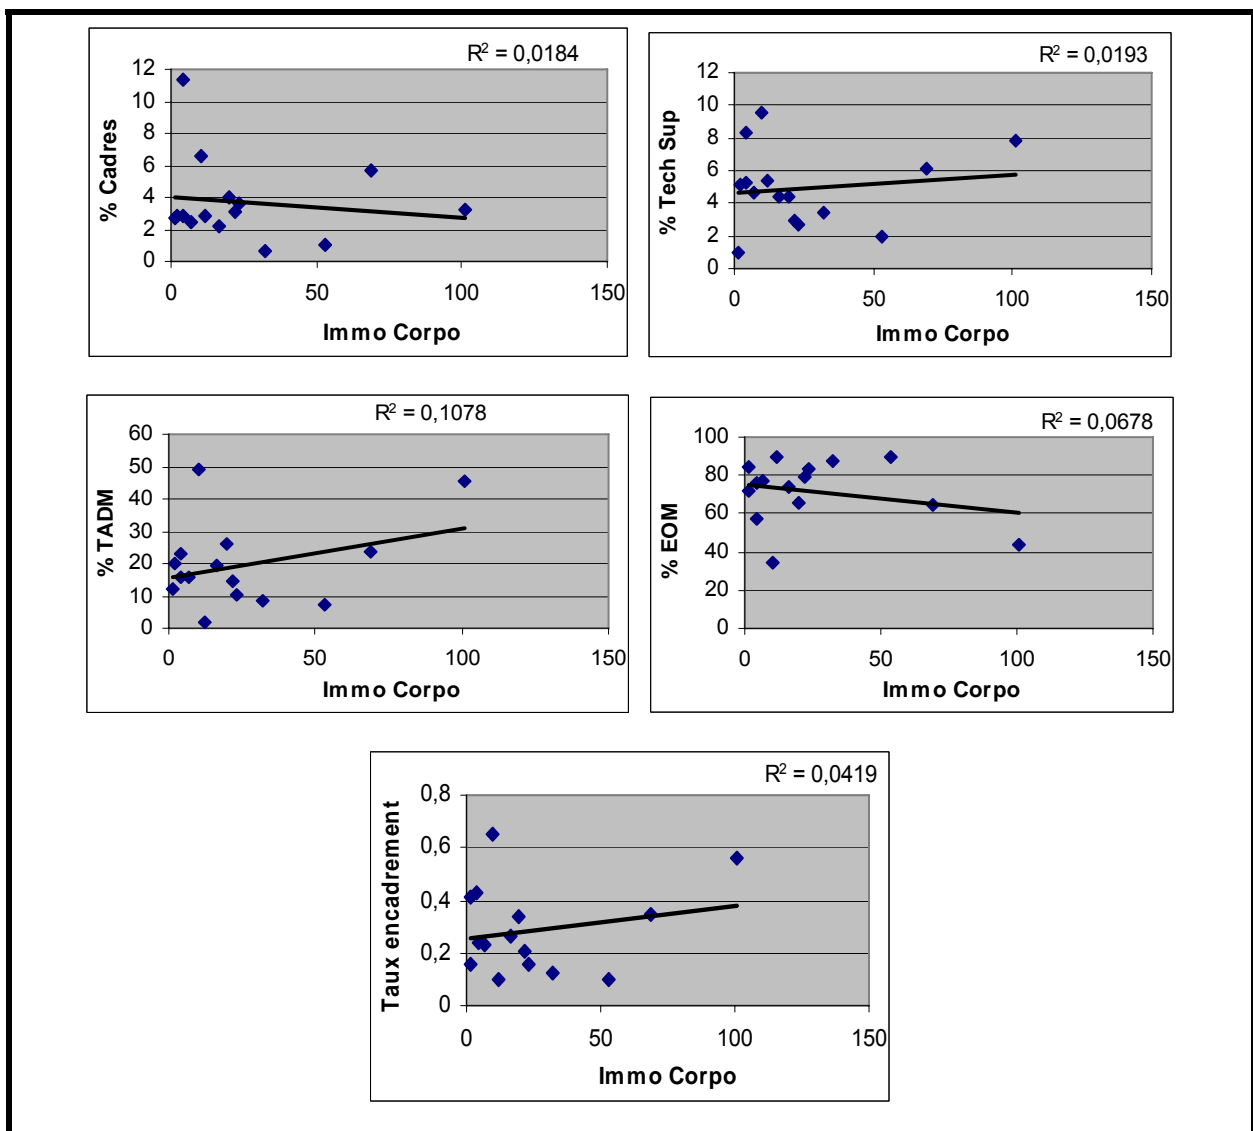 R² = 0,0184
12
10
8
6
4
2
0
% Cadres
0 50 100 150
Immo Corpo
R² = 0,0193
12
10
8
6
4
2
0
% Tech Sup
0 50 100 150
Immo Corpo
R² = 0,1078
60
50
40
30
20
10
0
% TADM
0 50 100 150
Immo Corpo
R² = 0,0678
100
80
60
40
20
0
% EOM
0 50 100 150
Immo Corpo
R² = 0,0419
0,8
0,6
0,4
0,2
0
Taux encadrement
0 50 100 150
Immo Corpo